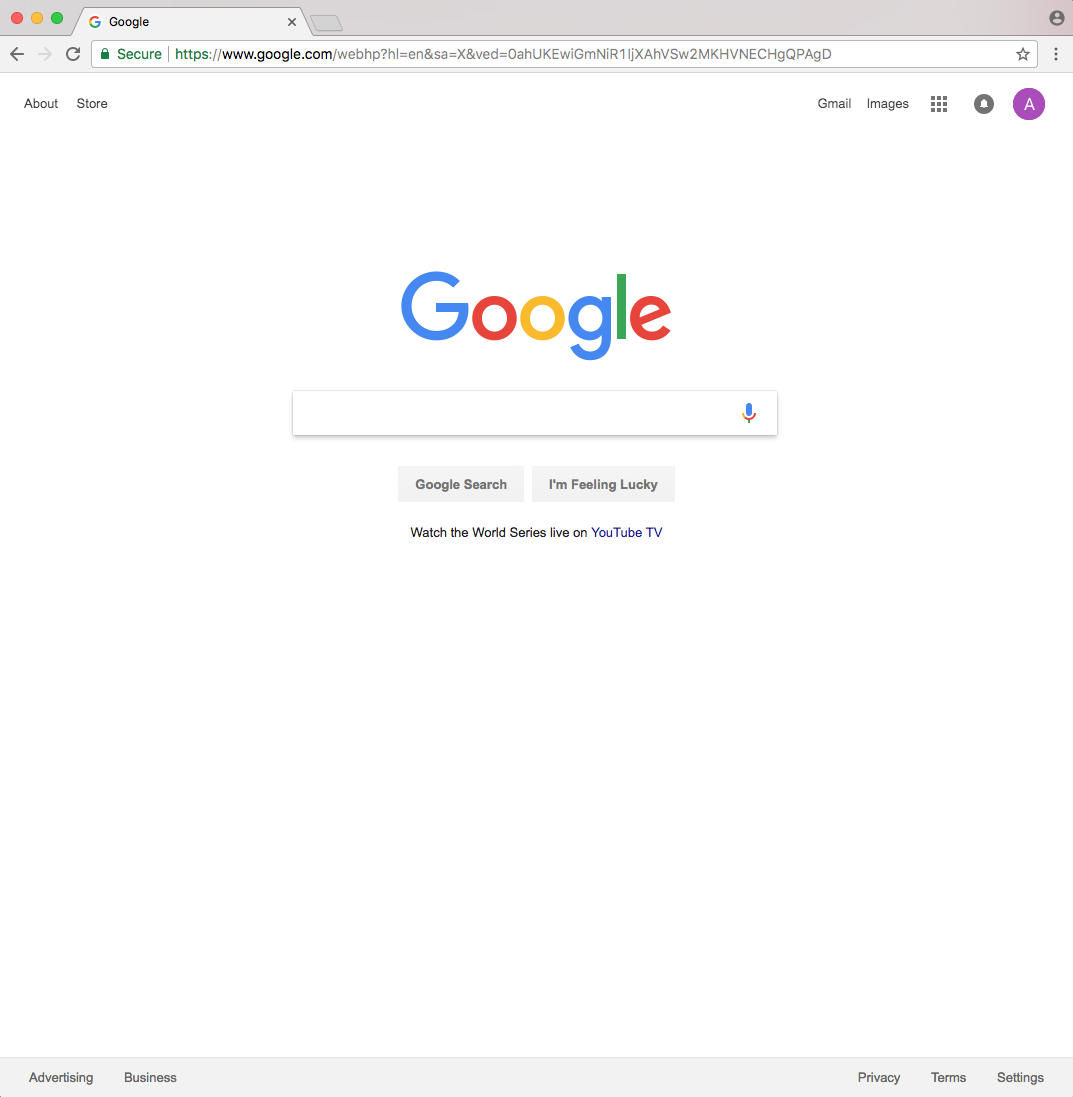 Google
Secure https://www.google.com/webhp?hl=en&sa=X&ved=0ahUKEwiGmNiR1IjXAhVSw2MKHVNECHgQPAgD
About Store Gmail Images A
Google
Google Search I'm Feeling Lucky
Watch the World Series live on YouTube TV
Advertising Business Privacy Terms Settings